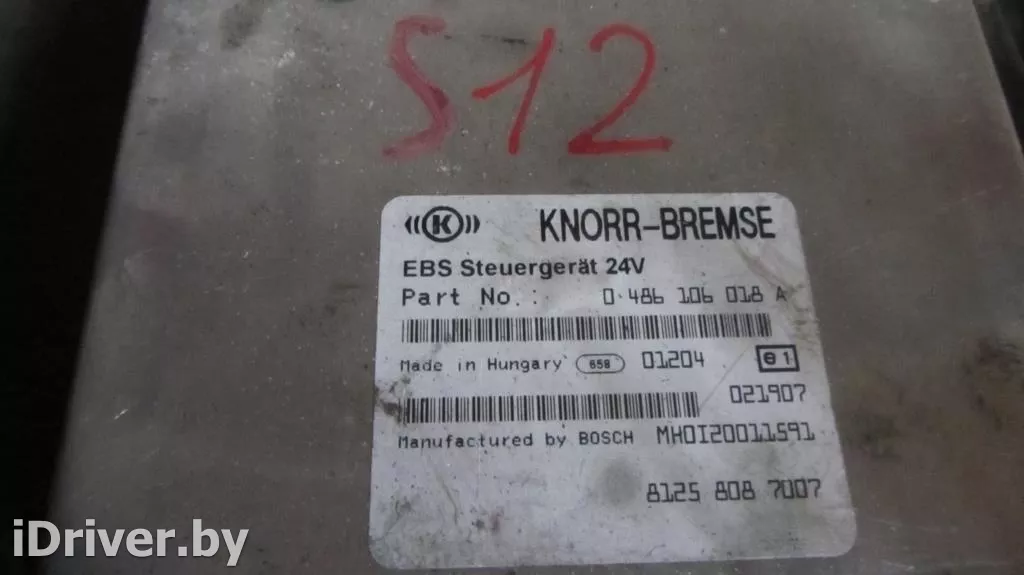 S12
K KNORR-BREMSE
EBS Steuergerät 24V
Part No.: 0 486 106 018 A
Made in Hungary 658 01204 e1
021907
Manufactured by BOSCH MH0I20011591
8125 808 7007
iDriver.by